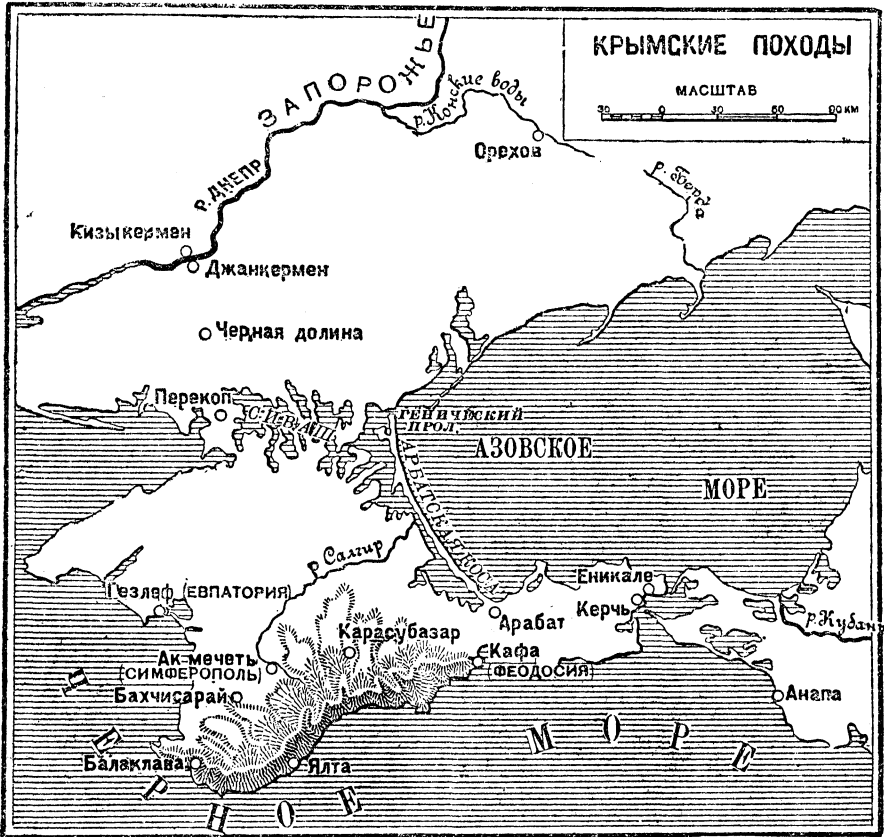 КРЫМСКИЕ ПОХОДЫ
МАСШТАБ
30 0 30 60 90 км
ЗАПОРОЖЬЕ
р. Конские воды
Орехов
р. Берда
р. ДНЕПР
Кизыкермен
Джанкермен
Черная долина
Перекоп
СИВАШ
ГЕНИЧЕСКИЙ
ПРОЛ.
АЗОВСКОЕ
МОРЕ
АРБАТСКАЯ КОСА
р. Салгир
Гезлеф (ЕВПАТОРИЯ)
Еникале
Керчь
Арабат
р. Кубань
Карасубазар
Кафа
(ФЕОДОСИЯ)
Ак-мечеть
(СИМФЕРОПОЛЬ)
Бахчисарай
Анапа
Балаклава
Ялта
ЧЕРНОЕ МОРЕ